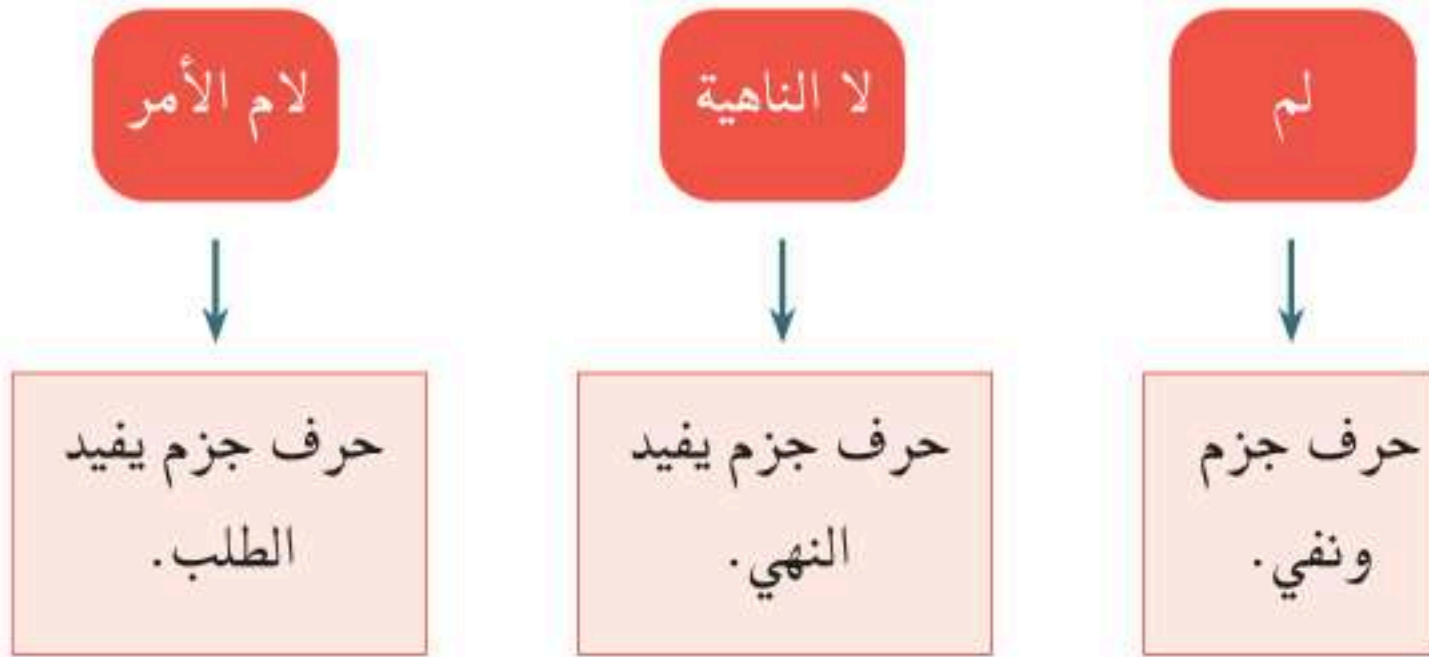 لم
لا الناهية
لام الأمر
حرف جزم
ونفي.
حرف جزم يفيد
النهي.
حرف جزم يفيد
الطلب.